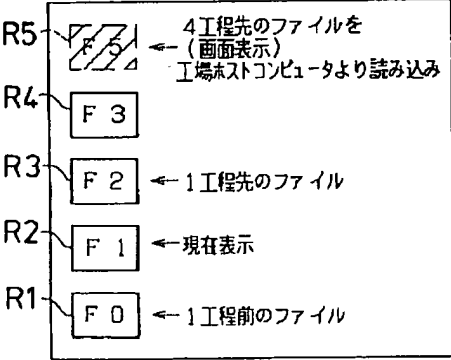 R5 F 5 ← 4工程先のファイルを
(画面表示)
工場ホストコンピュータより読み込み
R4 F 3
R3 F 2 ← 1工程先のファイル
R2 F 1 ← 現在表示
R1 F 0 ← 1工程前のファイル